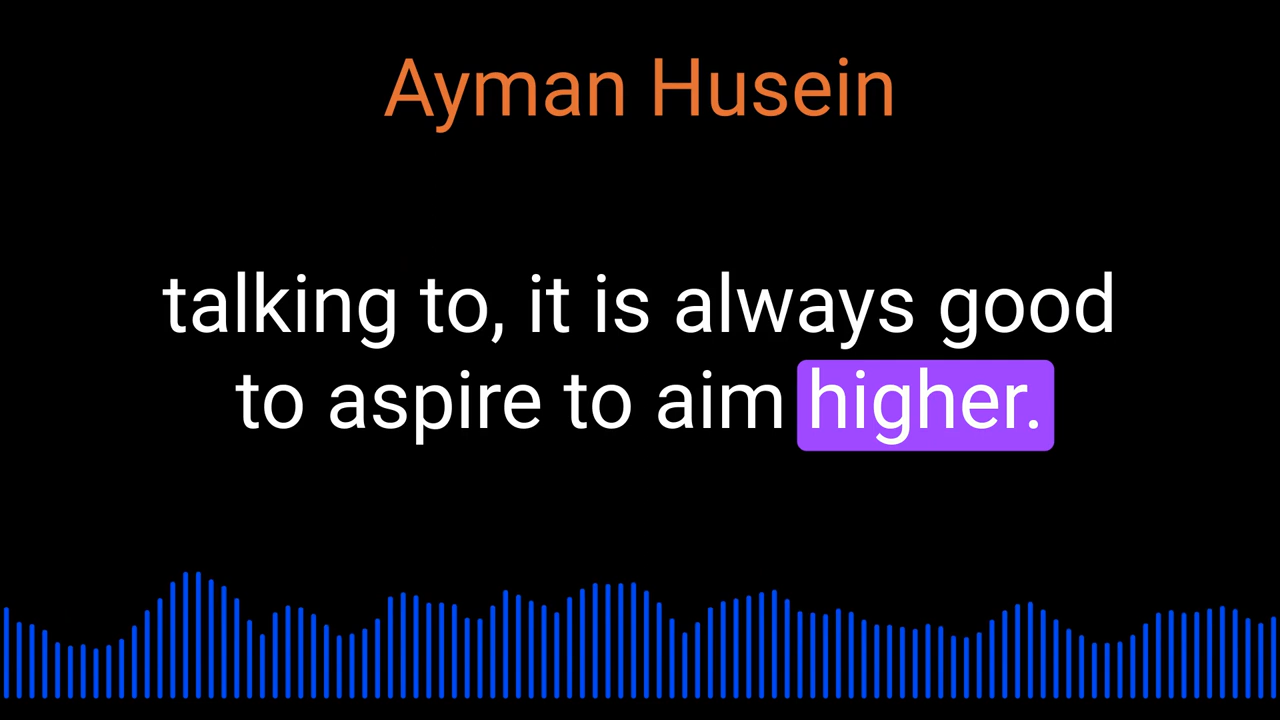 Ayman Husein
talking to, it is always good
to aspire to aim higher.